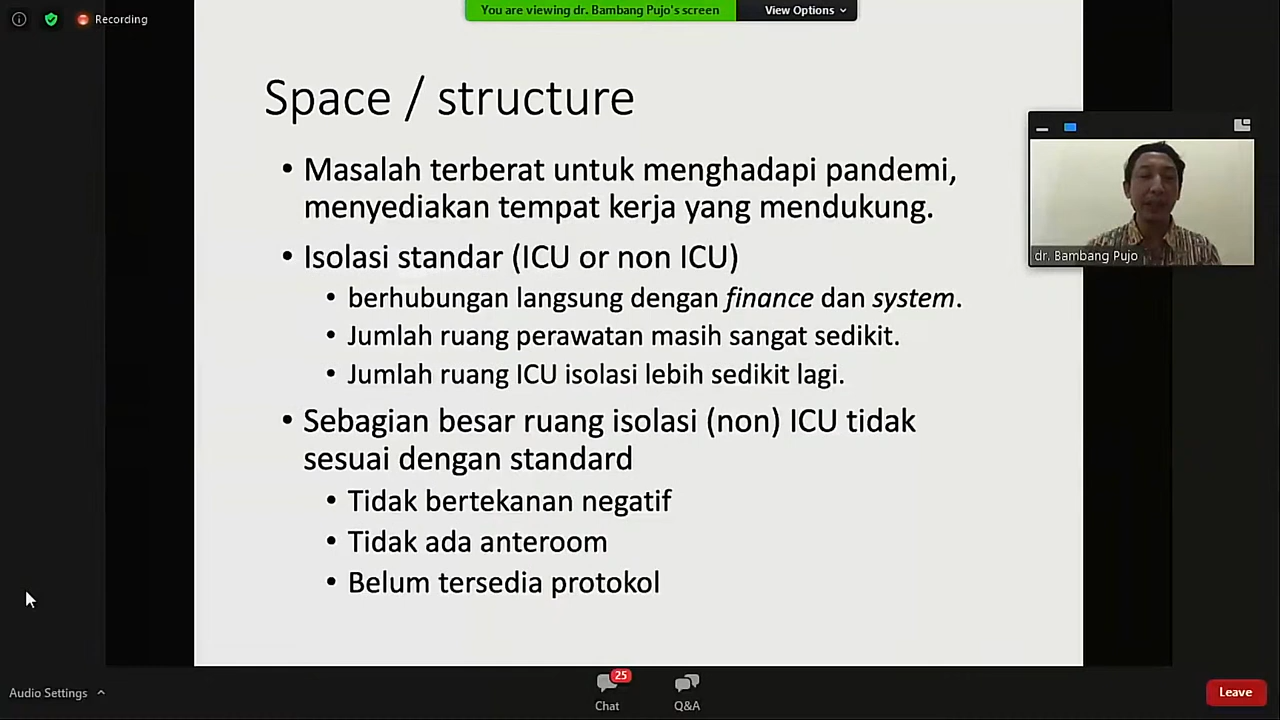 Recording
You are viewing dr. Bambang Pujo's screen
View Options
Space / structure
• Masalah terberat untuk menghadapi pandemi,
menyediakan tempat kerja yang mendukung.
• Isolasi standar (ICU or non ICU)
• berhubungan langsung dengan finance dan system.
• Jumlah ruang perawatan masih sangat sedikit.
• Jumlah ruang ICU isolasi lebih sedikit lagi.
• Sebagian besar ruang isolasi (non) ICU tidak
sesuai dengan standard
• Tidak bertekanan negatif
• Tidak ada anteroom
• Belum tersedia protokol
dr. Bambang Pujo
Audio Settings
25
Chat
Q&A
Leave